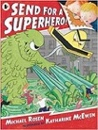 SEND FOR A
SUPERHERO!
MICHAEL ROSEN
KATHARINE McEWEN